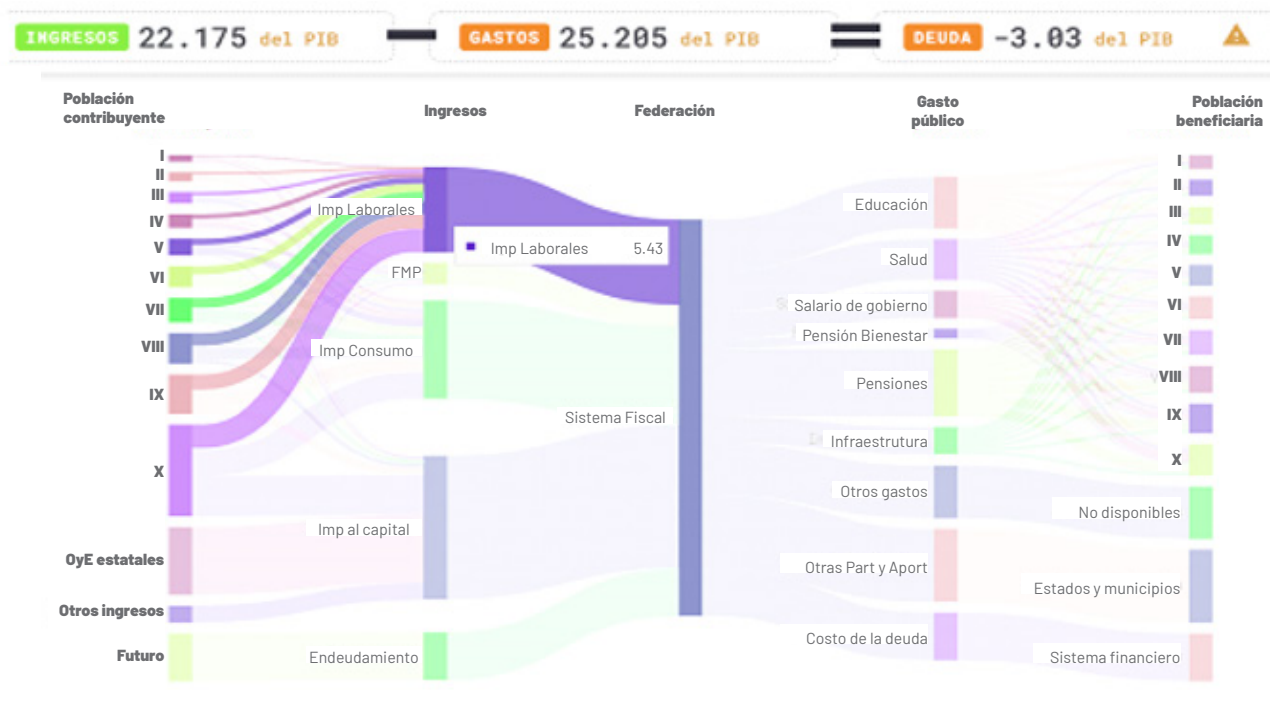 INGRESOS 22.175 del PIB
GASTOS 25.205 del PIB
DEUDA -3.03 del PIB
Población
contribuyente
Ingresos
Federación
Gasto
público
Población
beneficiaria
I
II
III
IV
V
VI
VII
VIII
IX
X
OyE estatales
Otros ingresos
Futuro
Imp Laborales
FMP
Imp Consumo
Imp al capital
Endeudamiento
Imp Laborales 5.43
Sistema Fiscal
Educación
Salud
Salario de gobierno
Pensión Bienestar
Pensiones
Infraestrutura
Otros gastos
Otras Part y Aport
Costo de la deuda
I
II
III
IV
V
VI
VII
VIII
IX
X
No disponibles
Estados y municipios
Sistema financiero